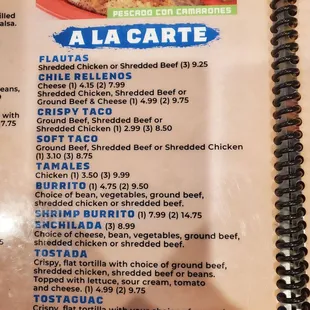 PESCADO CON CAMARONES
A LA CARTE
FLAUTAS
Shredded Chicken or Shredded Beef (3) 9.25
CHILE RELLENOS
Cheese (1) 4.15 (2) 7.99
Shredded Chicken, Shredded Beef or
Ground Beef & Cheese (1) 4.99 (2) 9.75
CRISPY TACO
Ground Beef, Shredded Beef or
Shredded Chicken (1) 2.99 (3) 8.50
SOFT TACO
Ground Beef, Shredded Beef or Shredded Chicken
(1) 3.10 (3) 8.75
TAMALES
Chicken (1) 3.50 (3) 9.99
BURRITO (1) 4.75 (2) 9.50
Choice of bean, vegetables, ground beef,
shredded chicken or shredded beef.
SHRIMP BURRITO (1) 7.99 (2) 14.75
ENCHILADA (3) 8.99
Choice of cheese, bean, vegetables, ground beef,
shredded chicken or shredded beef.
TOSTADA
Crispy, flat tortilla with choice of ground beef,
shredded chicken, shredded beef or beans.
Topped with lettuce, sour cream, tomato
and cheese. (1) 4.99 (2) 9.75
TOSTAGUAC
Crispy, flat tortilla with